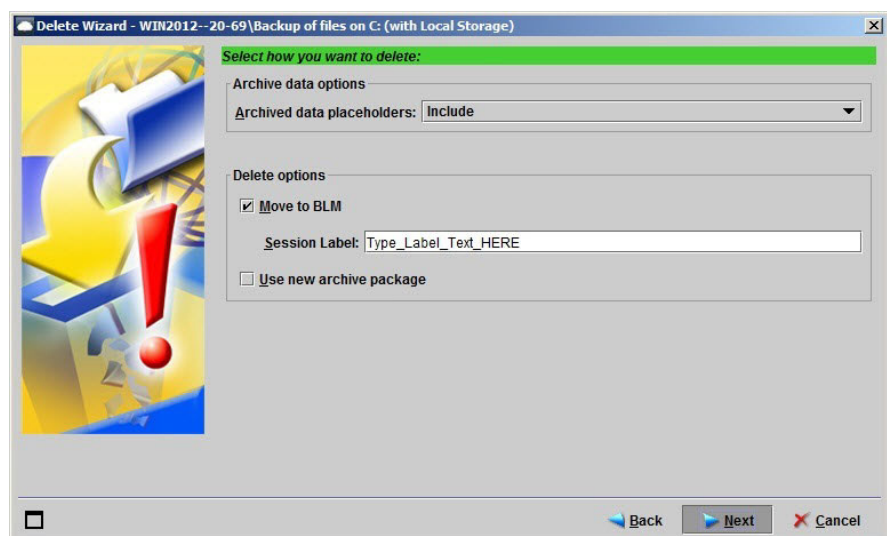 Delete Wizard - WIN2012--20-69\Backup of files on C: (with Local Storage)
Select how you want to delete:
Archive data options
Archived data placeholders: Include
Delete options
Move to BLM
Session Label: Type_Label_Text_HERE
Use new archive package
Back Next Cancel